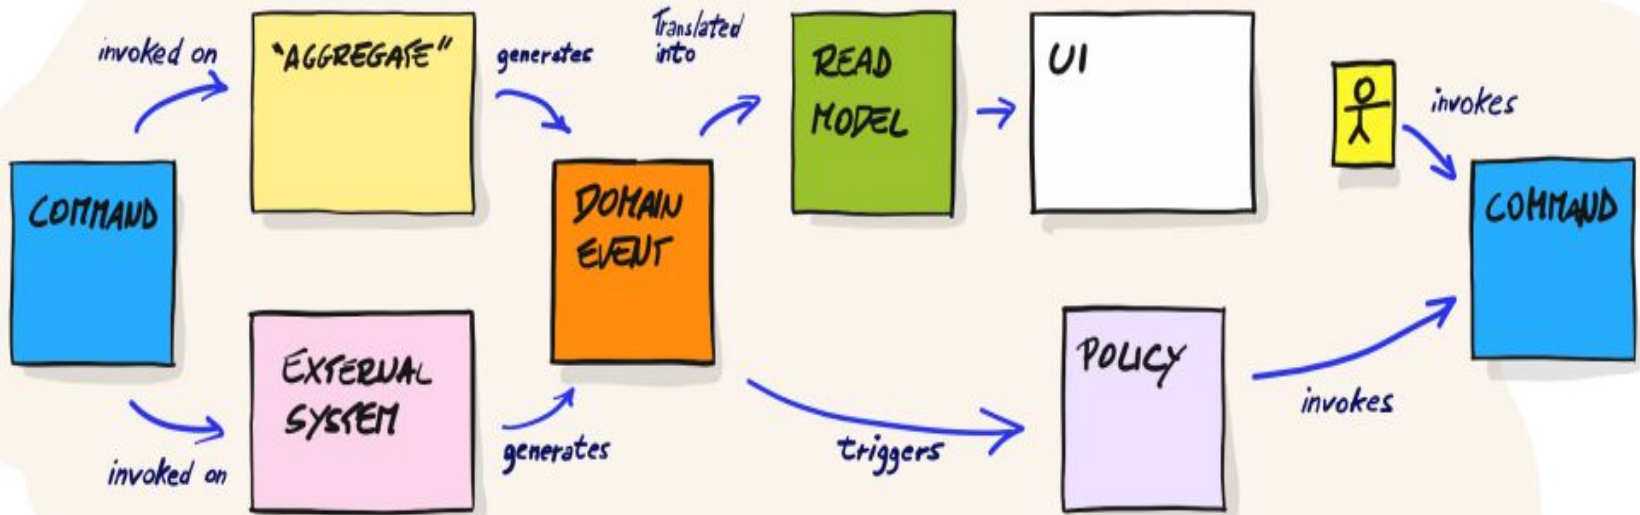 invoked on
"AGGREGATE"
generates
Translated
into
READ
MODEL
UI
invokes
COMMAND
DOMAIN
EVENT
COMMAND
EXTERNAL
SYSTEM
POLICY
invoked on
generates
triggers
invokes